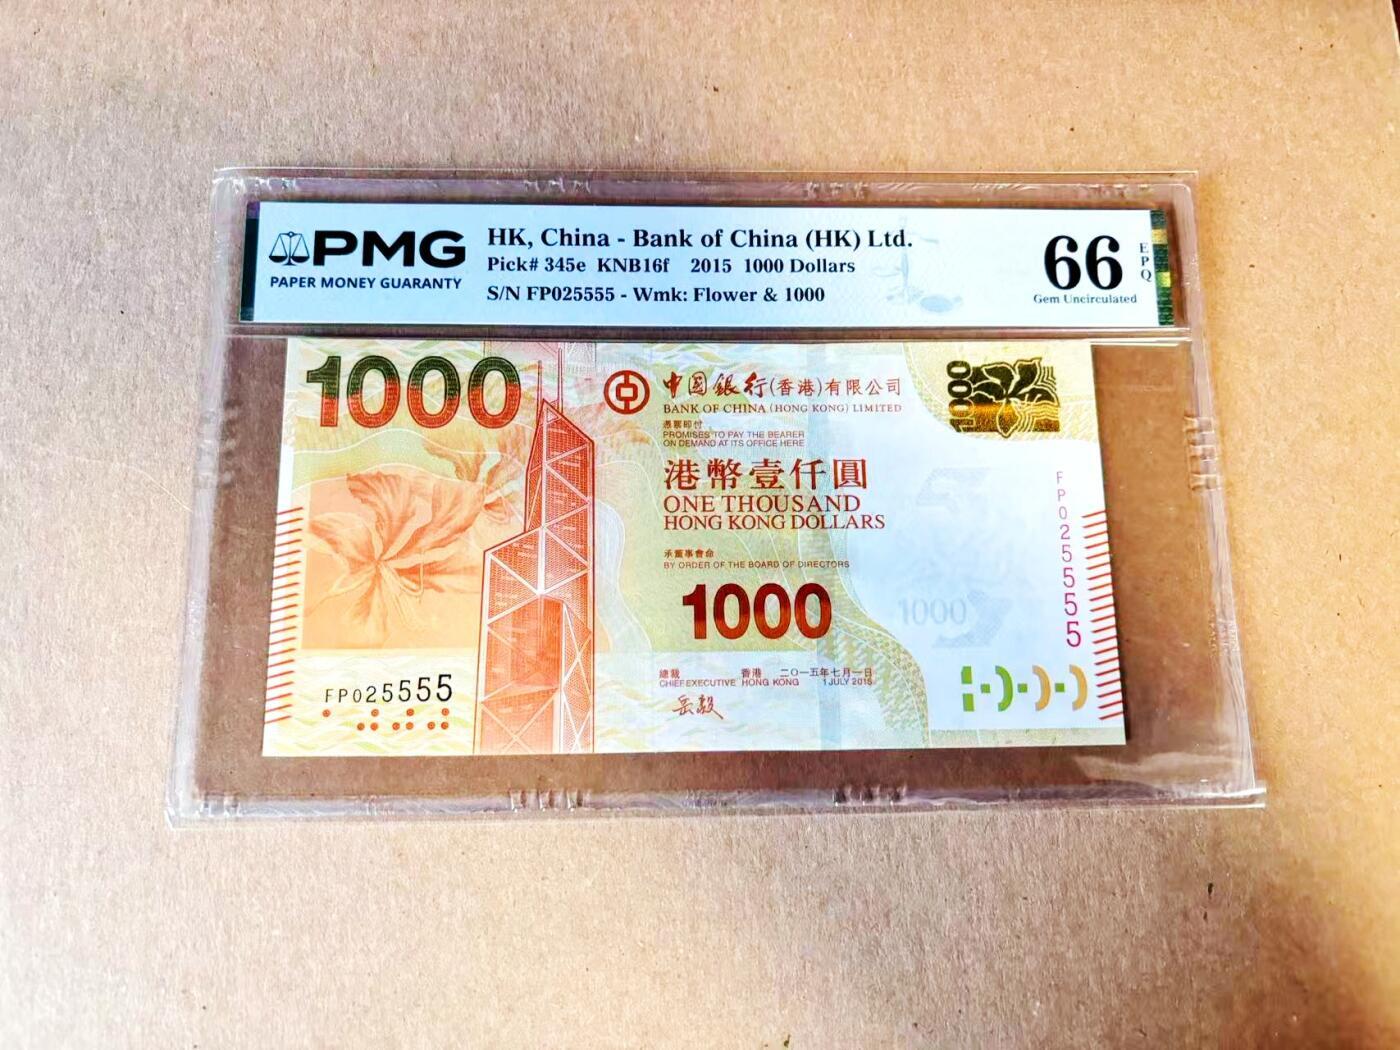 PMG
PAPER MONEY GUARANTY
HK, China - Bank of China (HK) Ltd.
Pick# 345e KNB16f 2015 1000 Dollars
S/N FP025555 - Wmk: Flower & 1000
66
EPQ
Gem Uncirculated
1000
中國銀行(香港)有限公司
BANK OF CHINA (HONG KONG) LIMITED
憑票即付
PROMISES TO PAY THE BEARER
ON DEMAND AT ITS OFFICE HERE
1000
港幣壹仟圓
ONE THOUSAND
HONG KONG DOLLARS
承董事會命
BY ORDER OF THE BOARD OF DIRECTORS
1000
1000
FP025555
總裁 香港 二〇一五年七月一日
CHIEF EXECUTIVE HONG KONG 1 JULY 2015
岳毅
FP025555